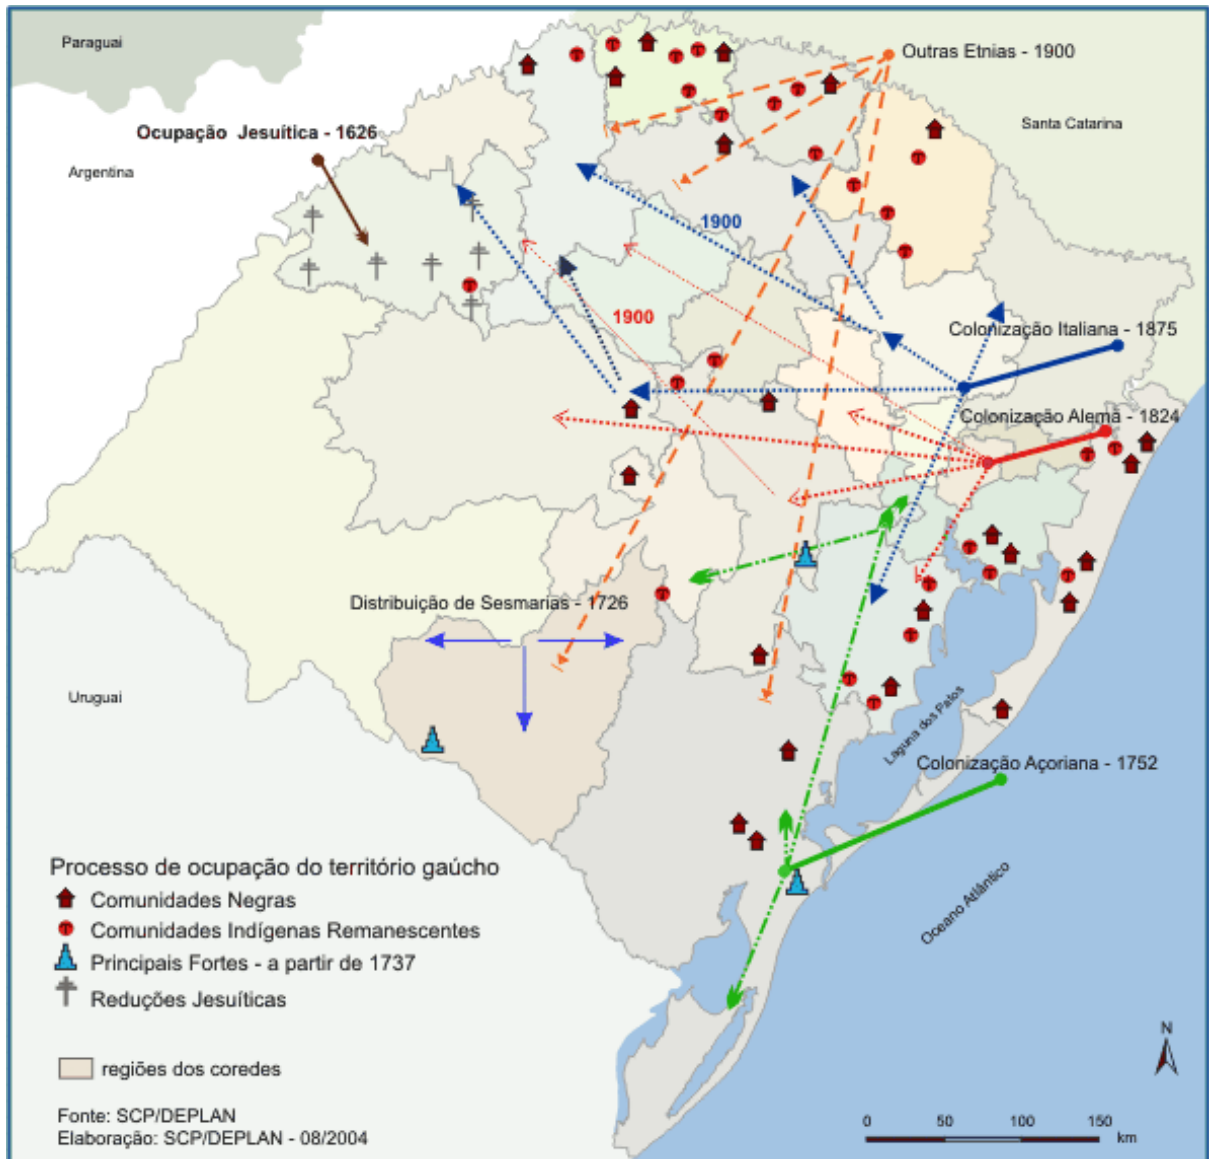 Paraguai
Outras Etnias - 1900
Ocupação Jesuítica - 1626
Santa Catarina
Argentina
1900
1900
Colonização Italiana - 1875
Colonização Alemã - 1824
Distribuição de Sesmarias - 1726
Uruguai
Laguna dos Patos
Colonização Açoriana - 1752
Oceano Atlântico
Processo de ocupação do território gaúcho
Comunidades Negras
Comunidades Indígenas Remanescentes
Principais Fortes - a partir de 1737
Reduções Jesuíticas
regiões dos coredes
Fonte: SCP/DEPLAN
Elaboração: SCP/DEPLAN - 08/2004
N
0 50 100 150
km